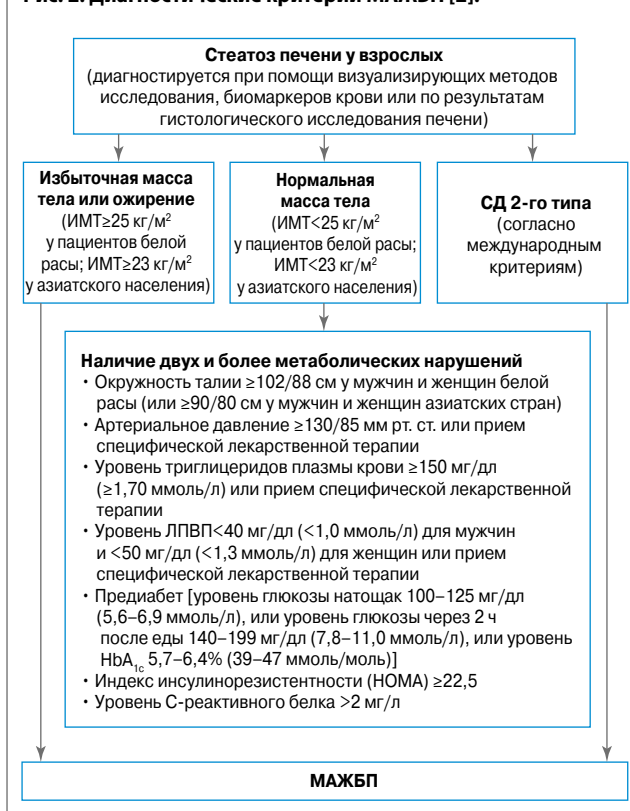 Рис. 2. Диагностические критерии МАЖБП [2].
Стеатоз печени у взрослых
(диагностируется при помощи визуализирующих методов
исследования, биомаркеров крови или по результатам
гистологического исследования печени)
Избыточная масса
тела или ожирение
(ИМТ≥25 кг/м²
у пациентов белой
расы; ИМТ≥23 кг/м²
у азиатского населения)
Нормальная
масса тела
(ИМТ<25 кг/м²
у пациентов белой расы;
ИМТ<23 кг/м²
у азиатского населения)
СД 2-го типа
(согласно
международным
критериям)
Наличие двух и более метаболических нарушений
• Окружность талии ≥102/88 см у мужчин и женщин белой
расы (или ≥90/80 см у мужчин и женщин азиатских стран)
• Артериальное давление ≥130/85 мм рт. ст. или прием
специфической лекарственной терапии
• Уровень триглицеридов плазмы крови ≥150 мг/дл
(≥1,70 ммоль/л) или прием специфической лекарственной
терапии
• Уровень ЛПВП<40 мг/дл (<1,0 ммоль/л) для мужчин
и <50 мг/дл (<1,3 ммоль/л) для женщин или прием
специфической лекарственной терапии
• Предиабет [уровень глюкозы натощак 100–125 мг/дл
(5,6–6,9 ммоль/л), или уровень глюкозы через 2 ч
после еды 140–199 мг/дл (7,8–11,0 ммоль/л), или уровень
HbA1c 5,7–6,4% (39–47 ммоль/моль)]
• Индекс инсулинорезистентности (HOMA) ≥22,5
• Уровень С-реактивного белка >2 мг/л
МАЖБП